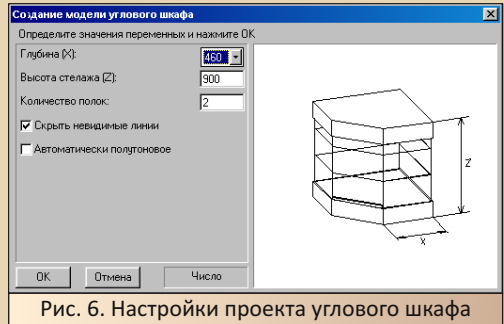 Создание модели углового шкафа
Определите значения переменных и нажмите OK
Глубина (X):
460
Высота стелажа (Z):
900
Количество полок:
2
Скрыть невидимые линии
Автоматически полутоновое
OK Отмена Число
Z
X
Рис. 6. Настройки проекта углового шкафа